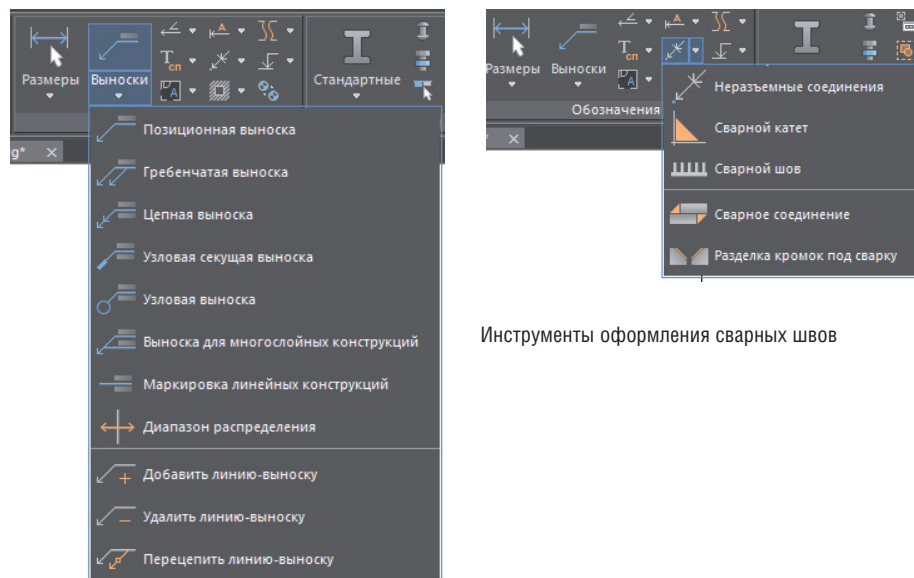 Размеры
Выноски
Tсп
A
A
Стандартные
g* ×
Позиционная выноска
Гребенчатая выноска
Цепная выноска
Узловая секущая выноска
Узловая выноска
Выноска для многослойных конструкций
Маркировка линейных конструкций
Диапазон распределения
Добавить линию-выноску
Удалить линию-выноску
Перецепить линию-выноску
Размеры
Выноски
Tсп
A
A
Обозначения
×
Неразъемные соединения
Сварной катет
Сварной шов
Сварное соединение
Разделка кромок под сварку
Инструменты оформления сварных швов